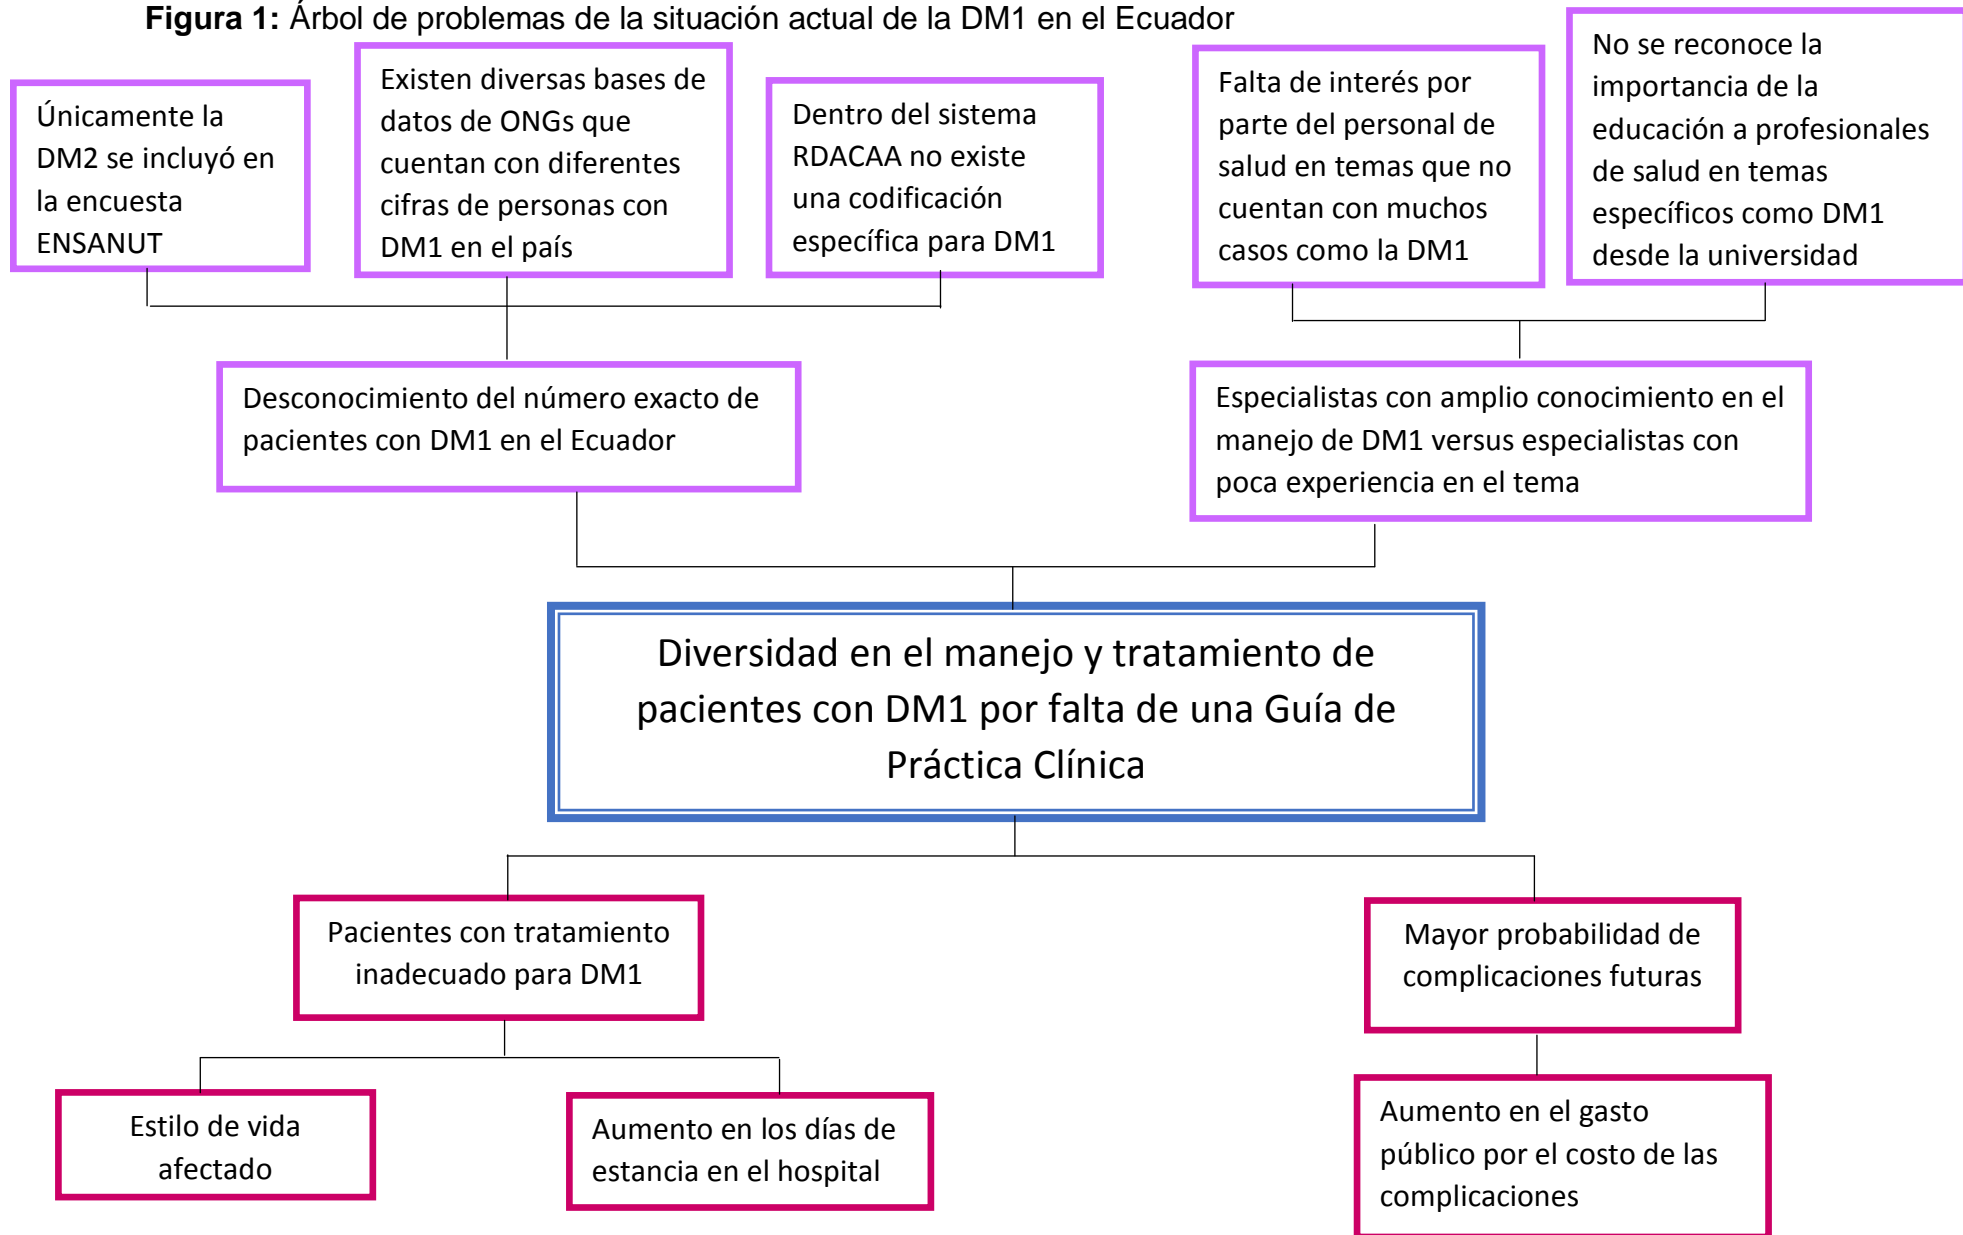 Figura 1: Árbol de problemas de la situación actual de la DM1 en el Ecuador
Únicamente la
DM2 se incluyó en
la encuesta
ENSANUT
Existen diversas bases de
datos de ONGs que
cuentan con diferentes
cifras de personas con
DM1 en el país
Dentro del sistema
RDACAA no existe
una codificación
específica para DM1
Falta de interés por
parte del personal de
salud en temas que no
cuentan con muchos
casos como la DM1
No se reconoce la
importancia de la
educación a profesionales
de salud en temas
específicos como DM1
desde la universidad
Desconocimiento del número exacto de
pacientes con DM1 en el Ecuador
Especialistas con amplio conocimiento en el
manejo de DM1 versus especialistas con
poca experiencia en el tema
Diversidad en el manejo y tratamiento de
pacientes con DM1 por falta de una Guía de
Práctica Clínica
Pacientes con tratamiento
inadecuado para DM1
Mayor probabilidad de
complicaciones futuras
Estilo de vida
afectado
Aumento en los días de
estancia en el hospital
Aumento en el gasto
público por el costo de las
complicaciones